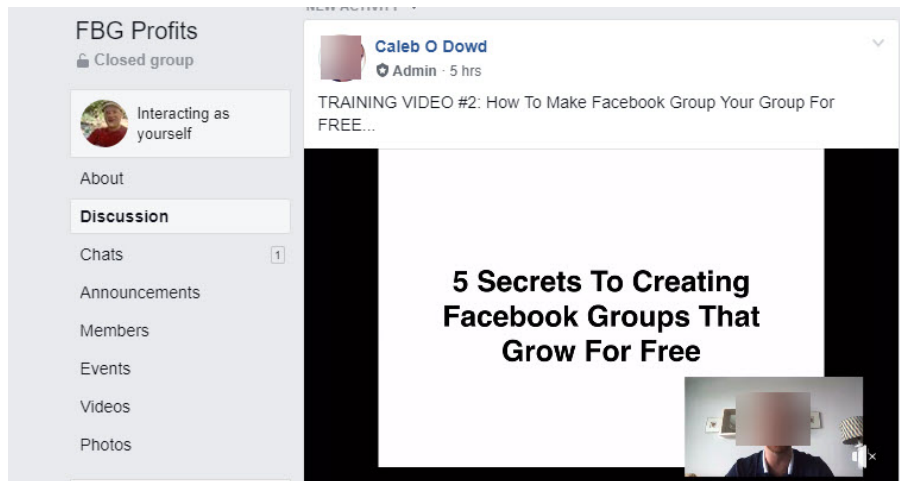 FBG Profits
Closed group
Interacting as
yourself
About
Discussion
Chats
1
Announcements
Members
Events
Videos
Photos
NEW ACTIVITY
Caleb O Dowd
Admin · 5 hrs
TRAINING VIDEO #2: How To Make Facebook Group Your Group For
FREE...
5 Secrets To Creating
Facebook Groups That
Grow For Free